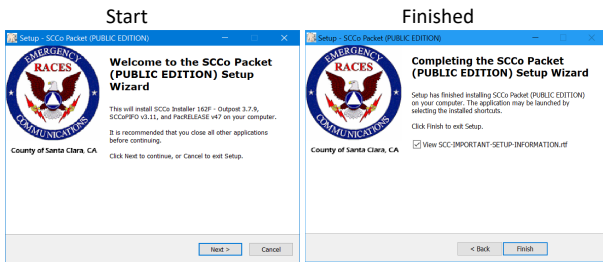 Start
Setup - SCCo Packet (PUBLIC EDITION)
EMERGENCY
RACES
COMMUNICATIONS
County of Santa Clara, CA
Welcome to the SCCo Packet
(PUBLIC EDITION) Setup
Wizard
This will install SCCo Installer 162F - Outpost 3.7.9,
SCCoPIFO v3.11, and PacRELEASE v47 on your computer.
It is recommended that you close all other applications
before continuing.
Click Next to continue, or Cancel to exit Setup.
Next >
Cancel
Finished
Setup - SCCo Packet (PUBLIC EDITION)
EMERGENCY
RACES
COMMUNICATIONS
County of Santa Clara, CA
Completing the SCCo Packet
(PUBLIC EDITION) Setup Wizard
Setup has finished installing SCCo Packet (PUBLIC EDITION)
on your computer. The application may be launched by
selecting the installed shortcuts.
Click Finish to exit Setup.
View SCC-IMPORTANT-SETUP-INFORMATION.rtf
< Back
Finish